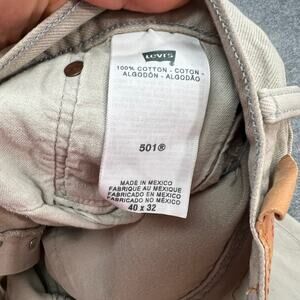 Levi's
100% COTTON - COTON -
ALGODÓN - ALGODÃO
501®
MADE IN MEXICO
FABRIQUE AU MEXIQUE
FABRICADO EN MEXICO
FABRICADO NO MÉXICO
40 x 32